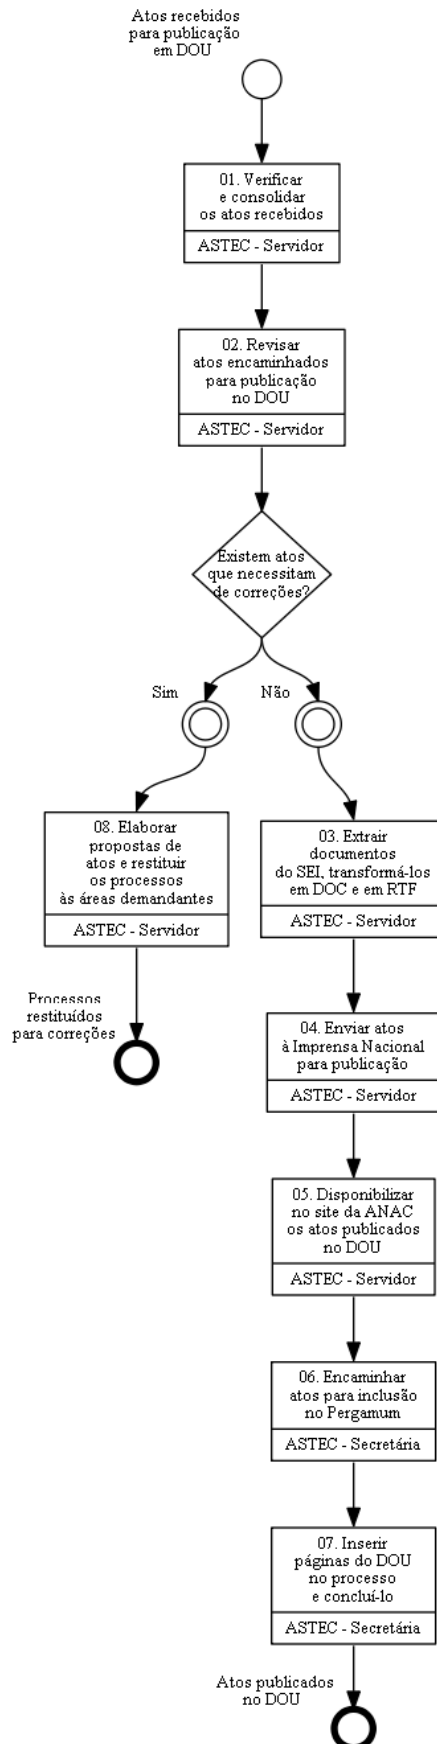 Atos recebidos
para publicação
em DOU
01. Verificar
e consolidar
os atos recebidos
ASTEC - Servidor
02. Revisar
atos encaminhados
para publicação
no DOU
ASTEC - Servidor
Existem atos
que necessitam
de correções?
Sim
Não
08. Elaborar
propostas de
atos e restituir
os processos
às áreas demandantes
ASTEC - Servidor
Processos
restituídos
para correções
03. Extrair
documentos
do SEI, transformá-los
em DOC e em RTF
ASTEC - Servidor
04. Enviar atos
à Imprensa Nacional
para publicação
ASTEC - Servidor
05. Disponibilizar
no site da ANAC
os atos publicados
no DOU
ASTEC - Servidor
06. Encaminhar
atos para inclusão
no Pergamum
ASTEC - Secretária
07. Inserir
páginas do DOU
no processo
e concluí-lo
ASTEC - Secretária
Atos publicados
no DOU